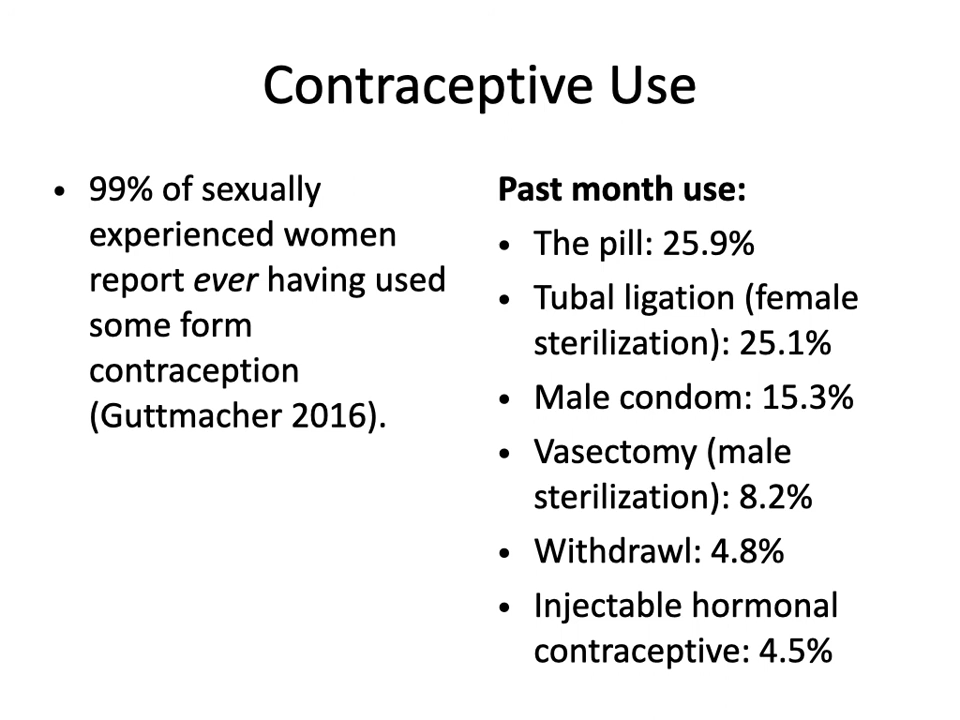 Contraceptive Use
• 99% of sexually
experienced women
report ever having used
some form
contraception
(Guttmacher 2016).
Past month use:
• The pill: 25.9%
• Tubal ligation (female
sterilization): 25.1%
• Male condom: 15.3%
• Vasectomy (male
sterilization): 8.2%
• Withdrawl: 4.8%
• Injectable hormonal
contraceptive: 4.5%